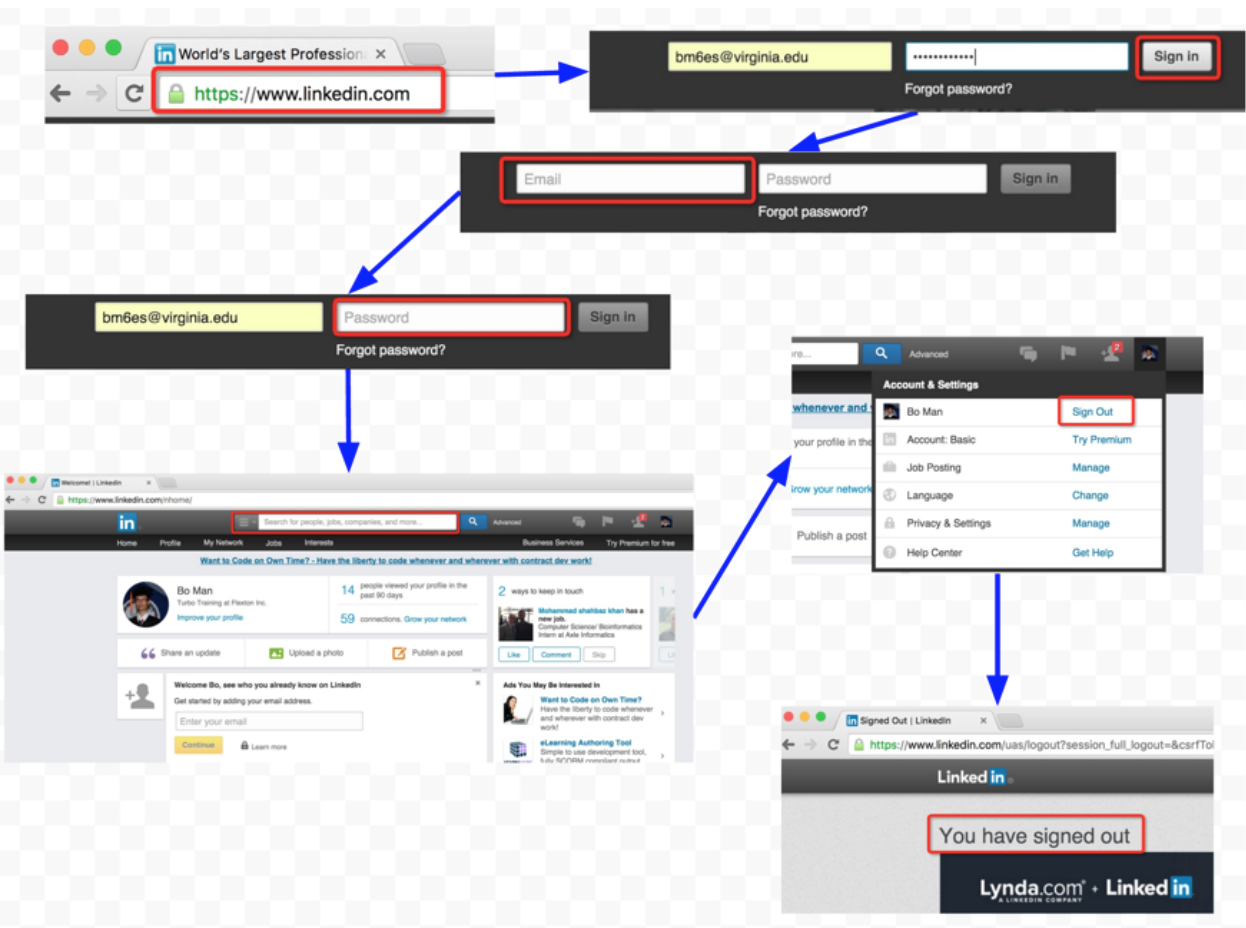 World's Largest Profession
https://www.linkedin.com
bm6es@virginia.edu
Sign in
Forgot password?
Email
Password
Sign in
Forgot password?
bm6es@virginia.edu
Password
Sign in
Forgot password?
Welcome! | LinkedIn
https://www.linkedin.com/nhome/
in
Search for people, jobs, companies, and more...
Advanced
Home Profile My Network Jobs Interests Business Services Try Premium for free
Want to Code on Own Time? - Have the liberty to code whenever and wherever with contract dev work!
Bo Man
Turbo Training at Flexton Inc.
Improve your profile
14 people viewed your profile in the
past 90 days
59 connections. Grow your network
2 ways to keep in touch
1
Mohammad shahbaz khan has a
new job.
Computer Science/ Bioinformatics
Intern at Axle Informatics
Like Comment Skip
Share an update
Upload a photo
Publish a post
Welcome Bo, see who you already know on LinkedIn
Get started by adding your email address.
Enter your email
Continue
Learn more
Ads You May Be Interested In
Want to Code on Own Time?
Have the liberty to code whenever
and wherever with contract dev
work!
eLearning Authoring Tool
Simple to use development tool,
fully SCORM compliant output
re...
Advanced
2
Account & Settings
whenever and
your profile in the
row your network
Publish a post
Bo Man Sign Out
Account: Basic Try Premium
Job Posting Manage
Language Change
Privacy & Settings Manage
Help Center Get Help
Signed Out | LinkedIn
https://www.linkedin.com/uas/logout?session_full_logout=&csrfTo
Linked in
You have signed out
Lynda.com + Linked in
A LINKEDIN COMPANY